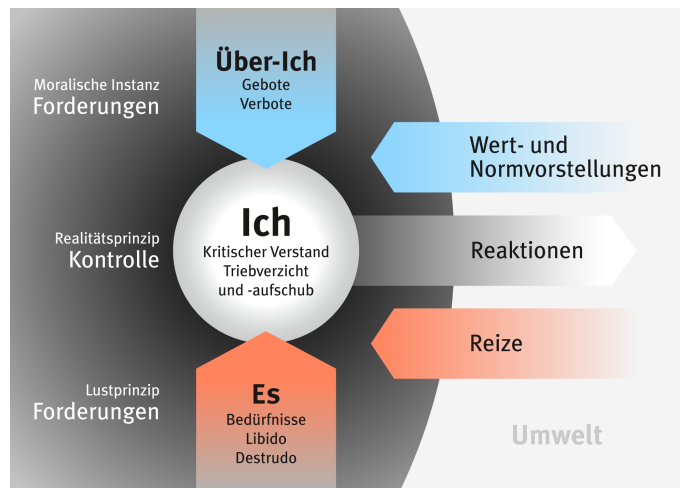 Über-Ich
Gebote
Verbote
Moralische Instanz
Forderungen
Wert- und
Normvorstellungen
Ich
Kritischer Verstand
Triebverzicht
und -aufschub
Realitätsprinzip
Kontrolle
Reaktionen
Reize
Es
Bedürfnisse
Libido
Destrudo
Lustprinzip
Forderungen
Umwelt